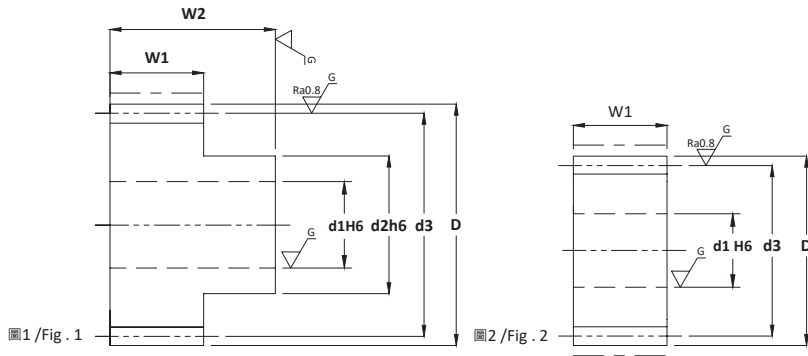 W2
G
W1
Ra0.8
G
d1H6
d2h6
d3
D
G
圖1 /Fig . 1
W1
Ra0.8
G
d1 H6
d3
D
G
圖2 /Fig . 2